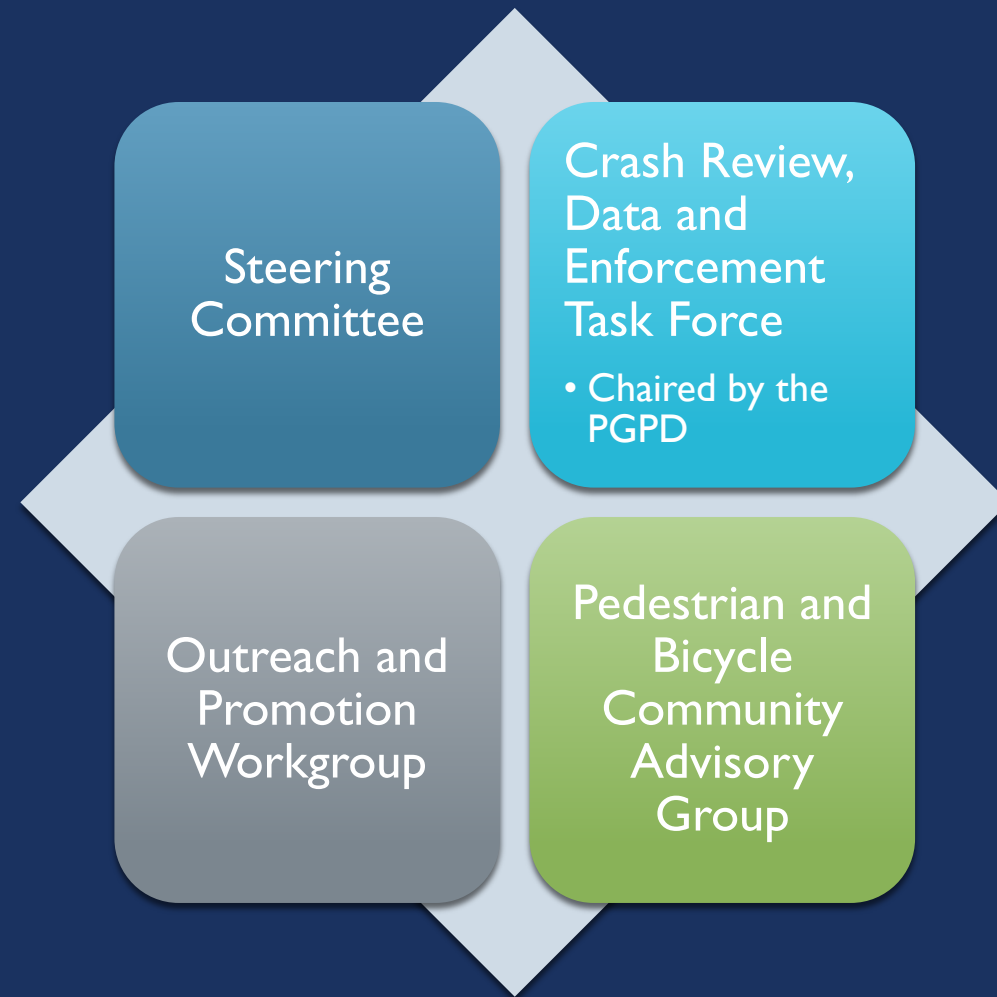 Steering
Committee
Crash Review,
Data and
Enforcement
Task Force
• Chaired by the
PGPD
Outreach and
Promotion
Workgroup
Pedestrian and
Bicycle
Community
Advisory
Group